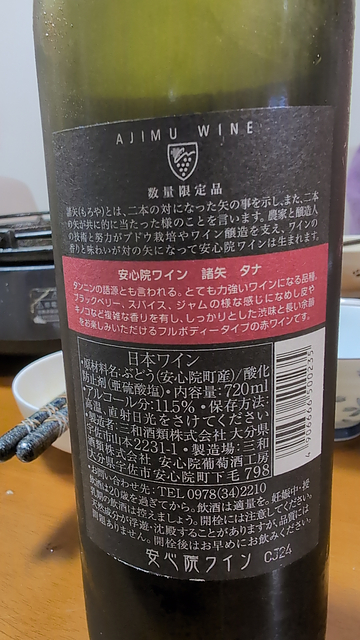 AJIMU WINE
数量限定品
諸矢(もろや)とは、二本の対になった矢の事を示し、また、二本
の矢が共に的に当たった様のことを言います。農家と醸造人
の技術と努力がブドウ栽培やワイン醸造を支え、ワインの
香りと味わいが対の矢になって安心院ワインは生まれます。
安心院ワイン 諸矢 タナ
タンニンの語源とも言われる。とても力強いワインになる品種。
ブラックベリー、スパイス、ジャムの様な感じになめし皮や
キノコなど複雑な香りを有し、しっかりとした渋味と長い余韻
をお楽しみいただけるフルボディータイプの赤ワインです。
日本ワイン
・原材料名:ぶどう(安心院町産)/酸化
防止剤(亜硫酸塩)・内容量:720ml
・アルコール分:11.5%・保存方法:
高温、直射日光をさけてください
・製造者:三和酒類株式会社 大分県
宇佐市山本2231-1・製造場:三和
酒類株式会社 安心院葡萄酒工房
大分県宇佐市安心院町下毛798
4 906266 500235
・お問い合わせ先:TEL 0978(34)2210
飲酒は20歳を過ぎてから。飲酒は適量を。妊娠中・授
乳期の飲酒は控えましょう。開栓には注意してください。
天然成分が浮遊・沈殿することがありますが、品質には
問題ありません。開栓後はお早めにお飲みください。
安心院ワイン CJ24